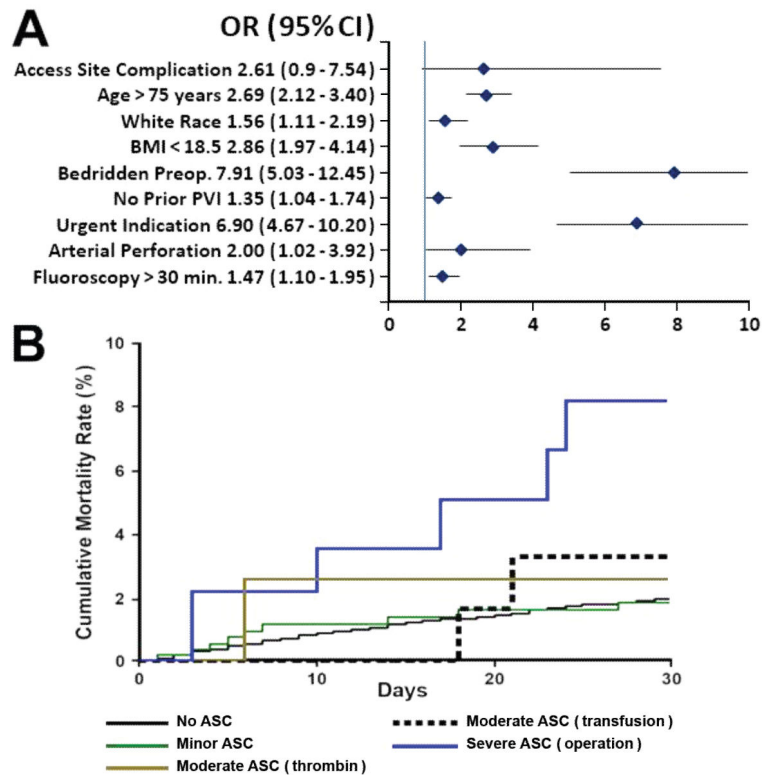 A
OR (95% CI)
Access Site Complication 2.61 (0.9 - 7.54)
Age > 75 years 2.69 (2.12 - 3.40)
White Race 1.56 (1.11 - 2.19)
BMI < 18.5 2.86 (1.97 - 4.14)
Bedridden Preop. 7.91 (5.03 - 12.45)
No Prior PVI 1.35 (1.04 - 1.74)
Urgent Indication 6.90 (4.67 - 10.20)
Arterial Perforation 2.00 (1.02 - 3.92)
Fluoroscopy > 30 min. 1.47 (1.10 - 1.95)
0 2 4 6 8 10
B
Cumulative Mortality Rate (%)
10
8
6
4
2
0
0 10 20 30
Days
No ASC
Minor ASC
Moderate ASC ( thrombin )
Moderate ASC ( transfusion )
Severe ASC ( operation )